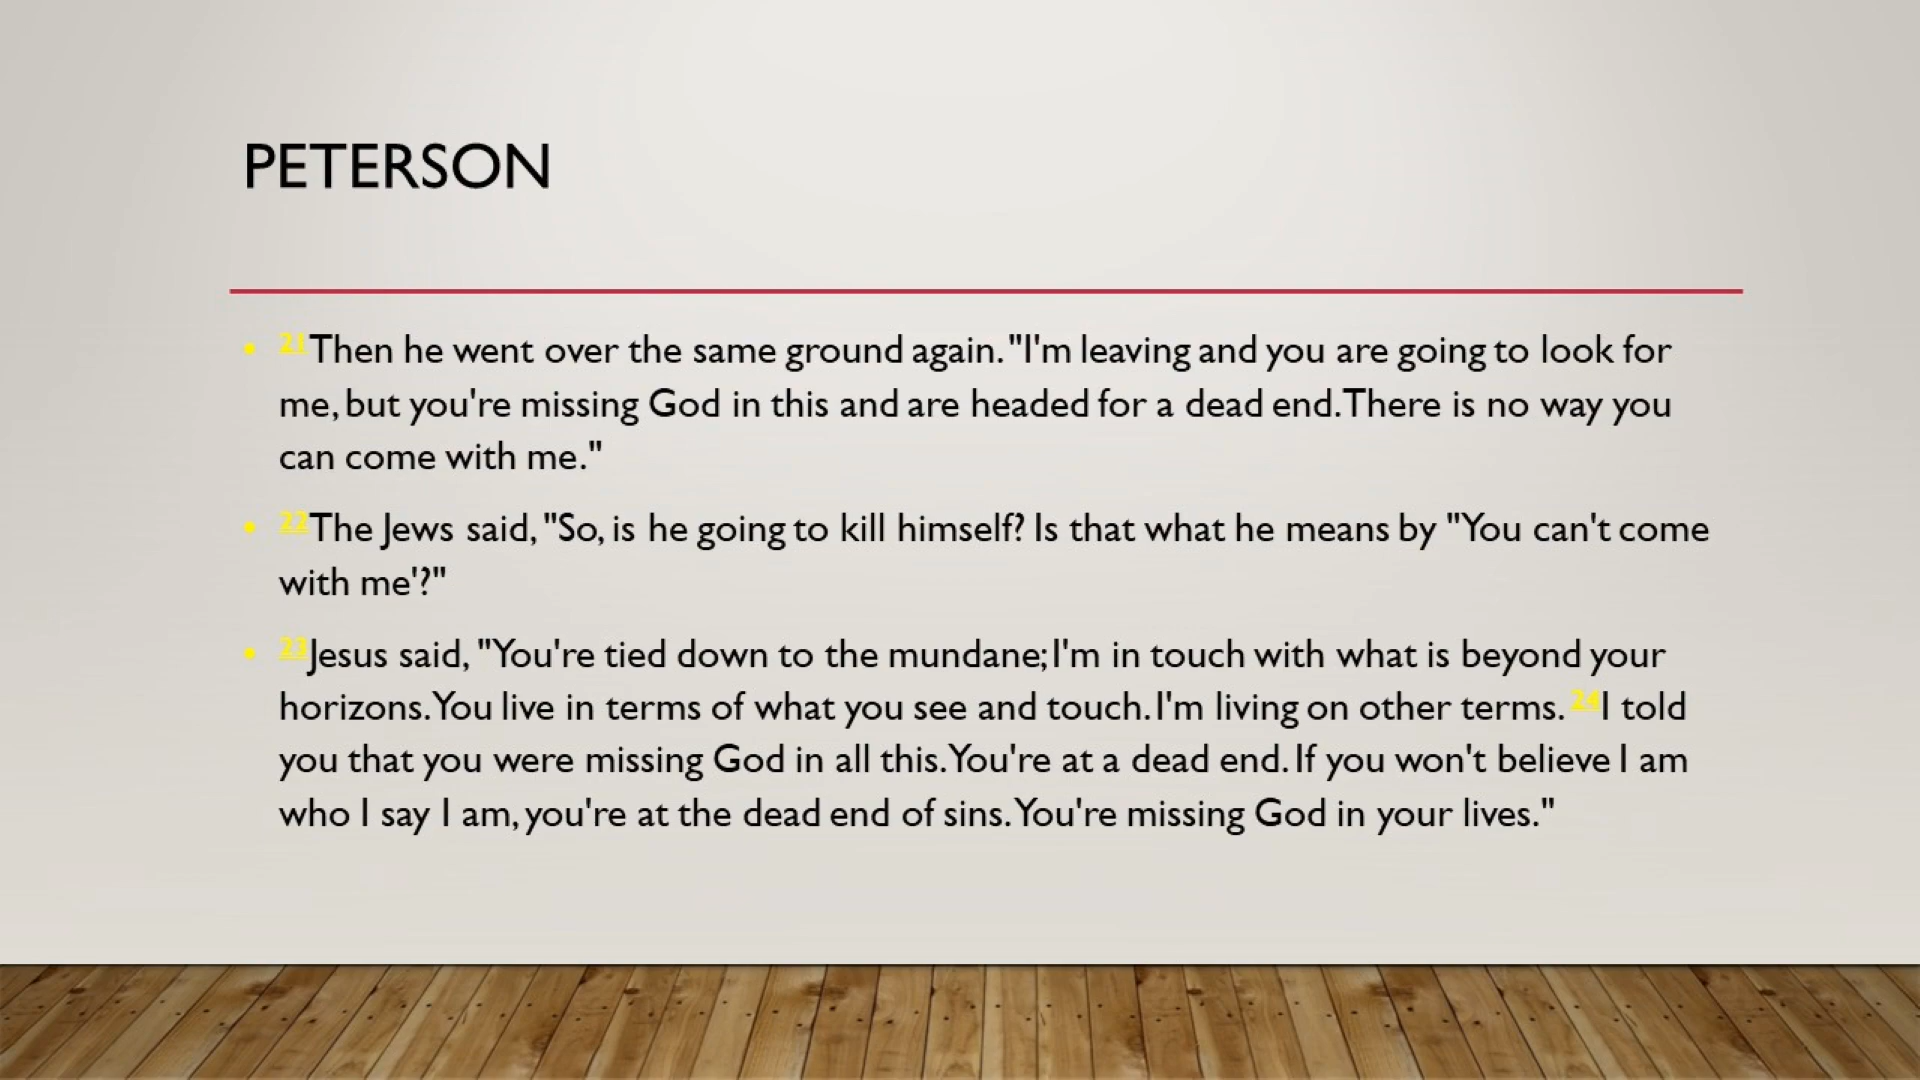 PETERSON
• 21Then he went over the same ground again. "I'm leaving and you are going to look for
me, but you're missing God in this and are headed for a dead end. There is no way you
can come with me."
• 22The Jews said, "So, is he going to kill himself? Is that what he means by "You can't come
with me'?"
• 23Jesus said, "You're tied down to the mundane; I'm in touch with what is beyond your
horizons. You live in terms of what you see and touch. I'm living on other terms. 24I told
you that you were missing God in all this. You're at a dead end. If you won't believe I am
who I say I am, you're at the dead end of sins. You're missing God in your lives."